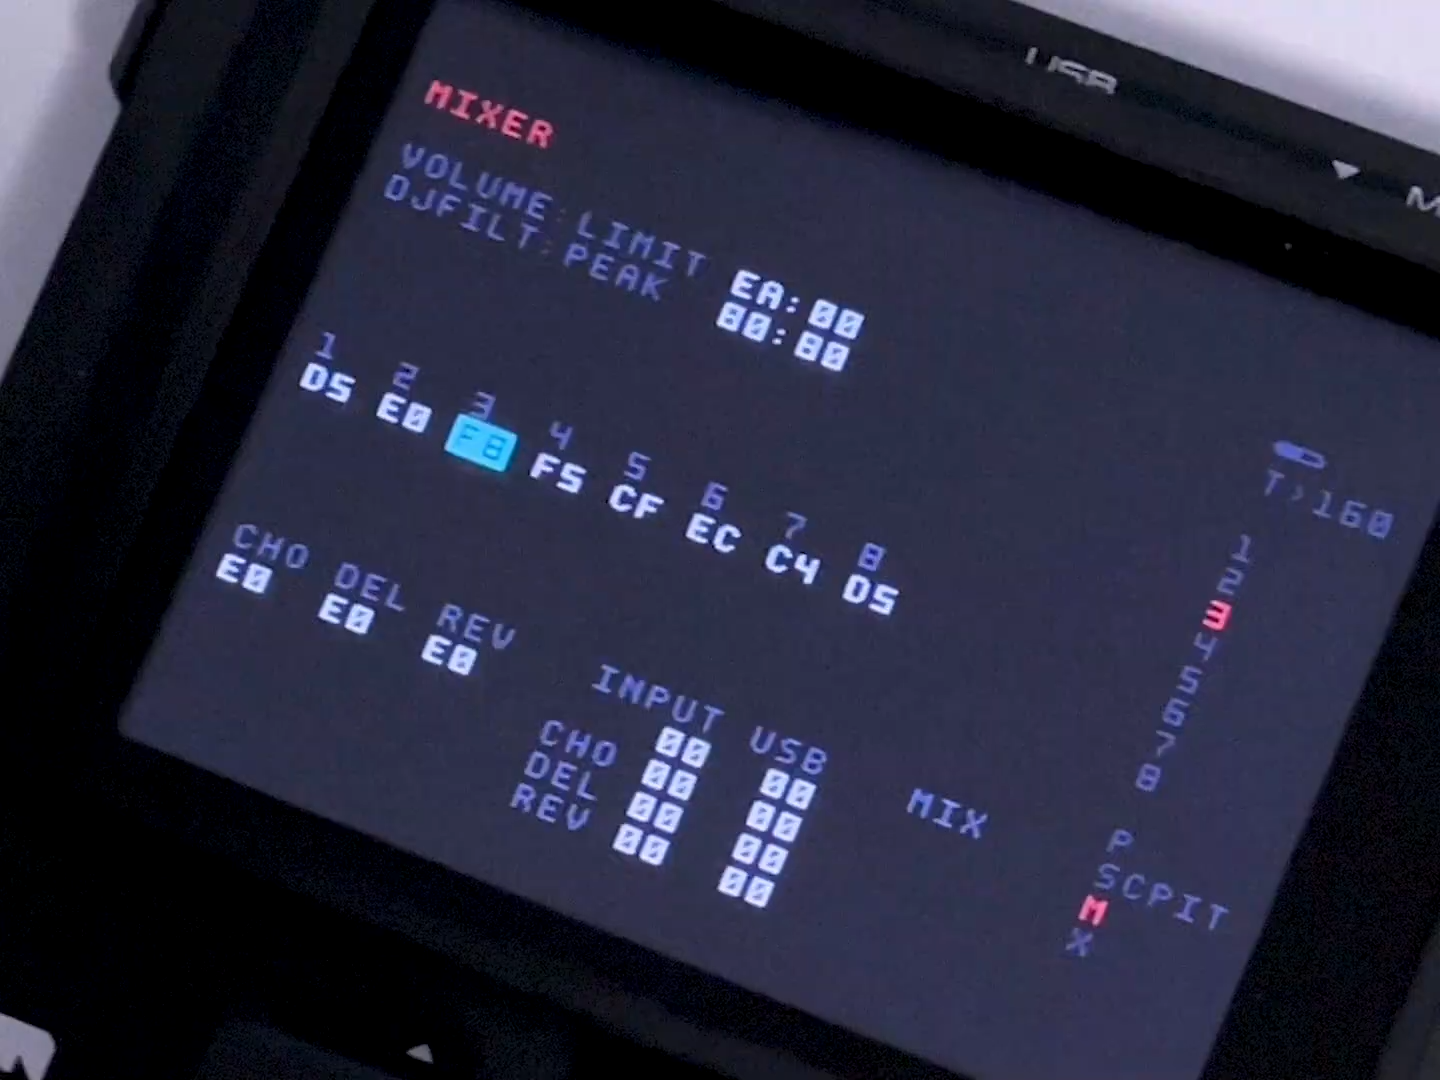 USB
MIXER
VOLUME:LIMIT EA:00
DJFILT:PEAK 80:80
1 2 3 4 5 6 7 8
D5 E0 F8 F5 CF EC C4 D5
T>160
1
2
3
4
5
6
7
8
CHO DEL REV
E0 E0 E0
INPUT USB
00 00
CHO 00 00
DEL 00 00
REV 00 00
MIX
P
SCPIT
M
X